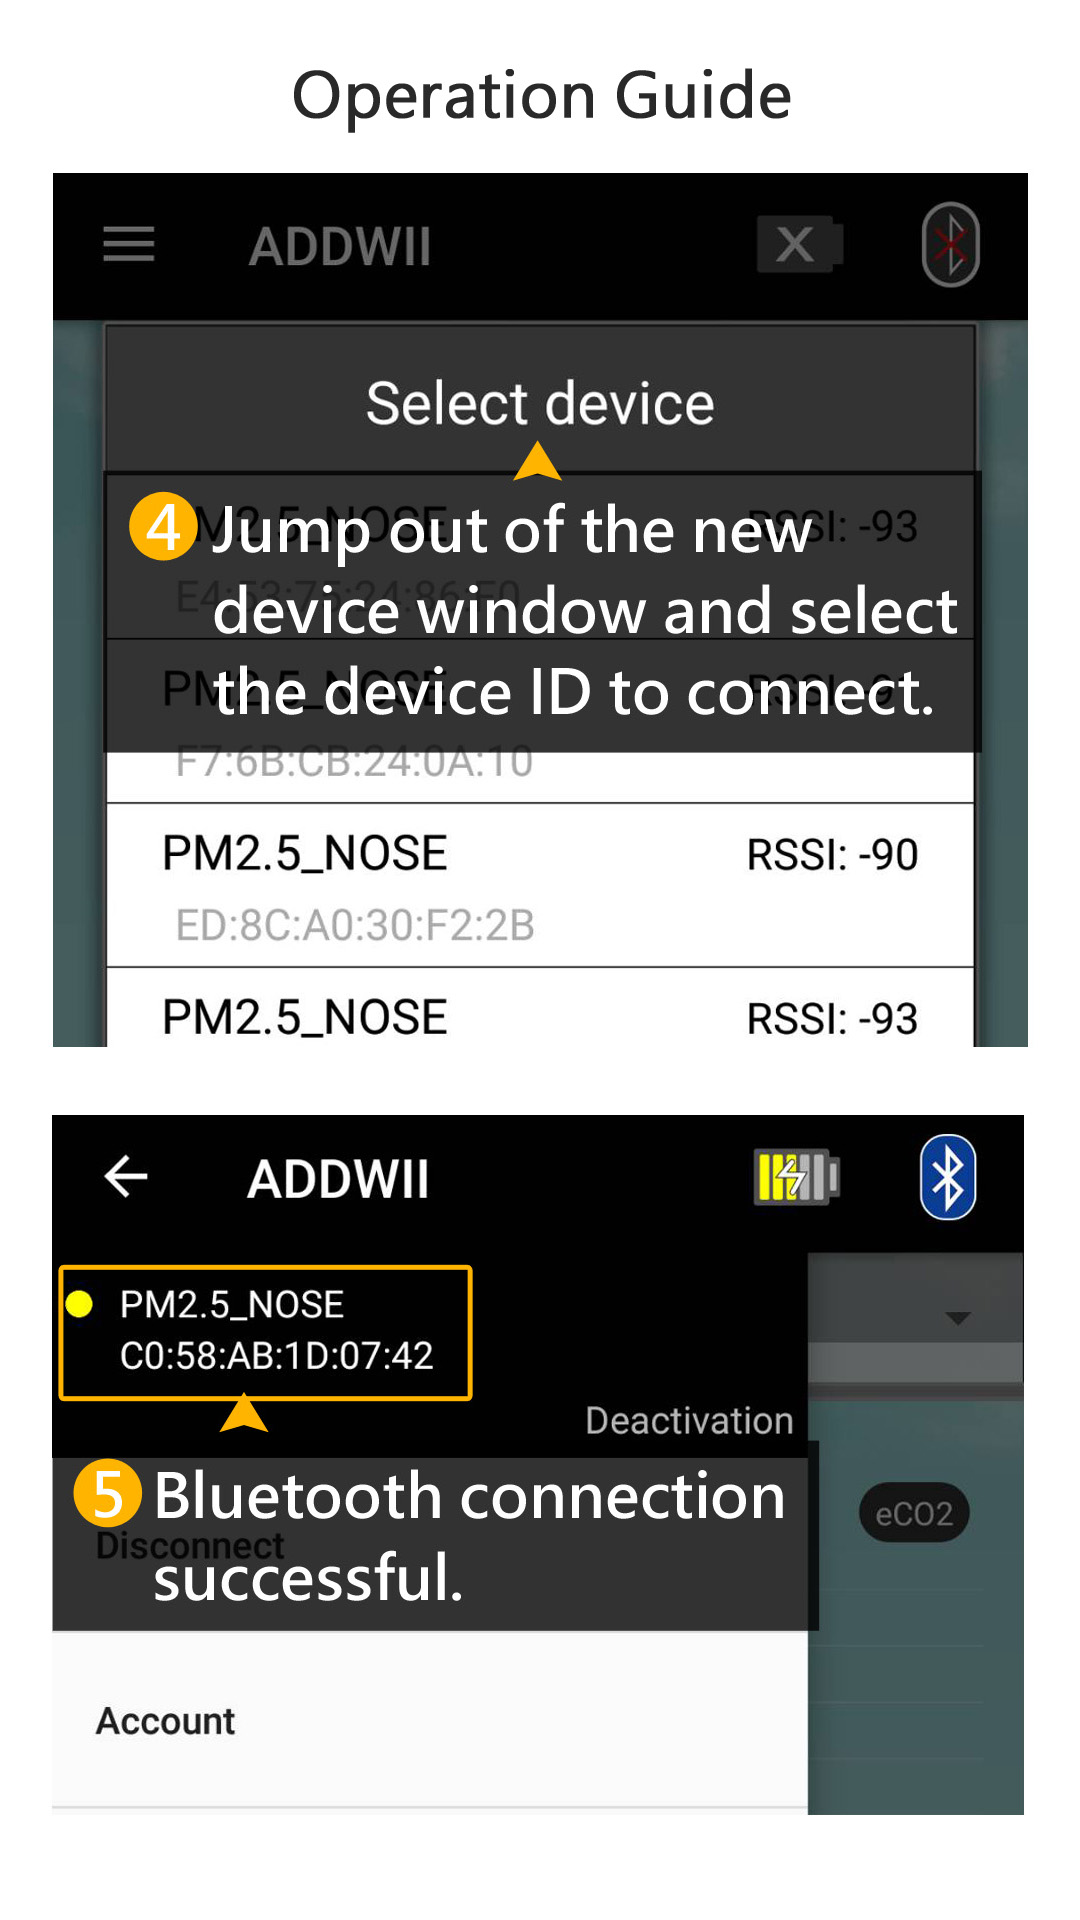 Operation Guide
ADDWII
X
Select device
PM2.5_NOSE RSSI: -93
4 Jump out of the new
device window and select
the device ID to connect.
F7:6B:CB:24:0A:10
PM2.5_NOSE RSSI: -90
ED:8C:A0:30:F2:2B
PM2.5_NOSE RSSI: -93
ADDWII
PM2.5_NOSE
C0:58:AB:1D:07:42
Deactivation
5 Bluetooth connection
successful.
Disconnect
eCO2
Account